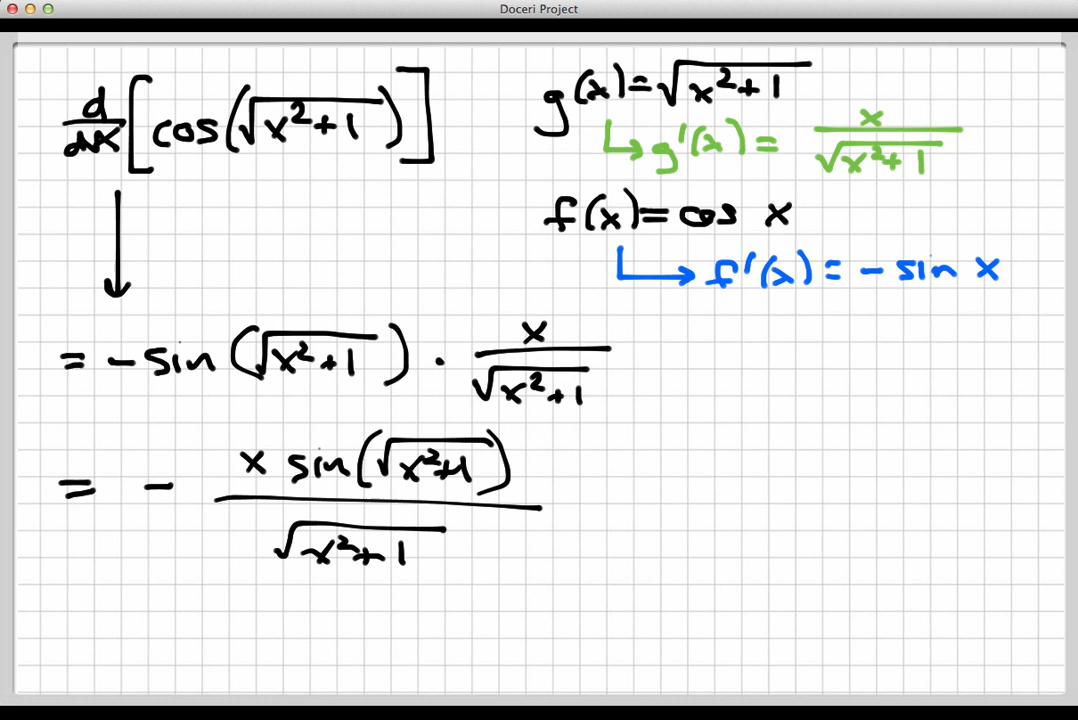 Doceri Project
d/dx [cos(√(x²+1))]
g(x)=√(x²+1)
↳ g'(x) = x/√(x²+1)
f(x)= cos x
↳ f'(x) = - sin x
↓
= - sin (√(x²+1)) · x/√(x²+1)
= - x sin(√(x²+1))/√(x²+1)